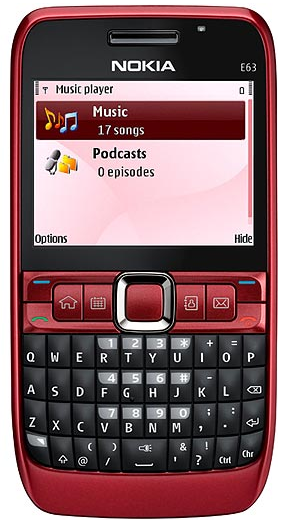 NOKIA
E63
Music player
Music
17 songs
Podcasts
0 episodes
Options Hide
1 2 3 * + =
Q W E R T Y U I O P
4 5 6 # - _
A S D F G H J K L
7 8 9 0 : ;
Z X C V B N M , .
( ) & !
@ / ' ? Ctrl Chr